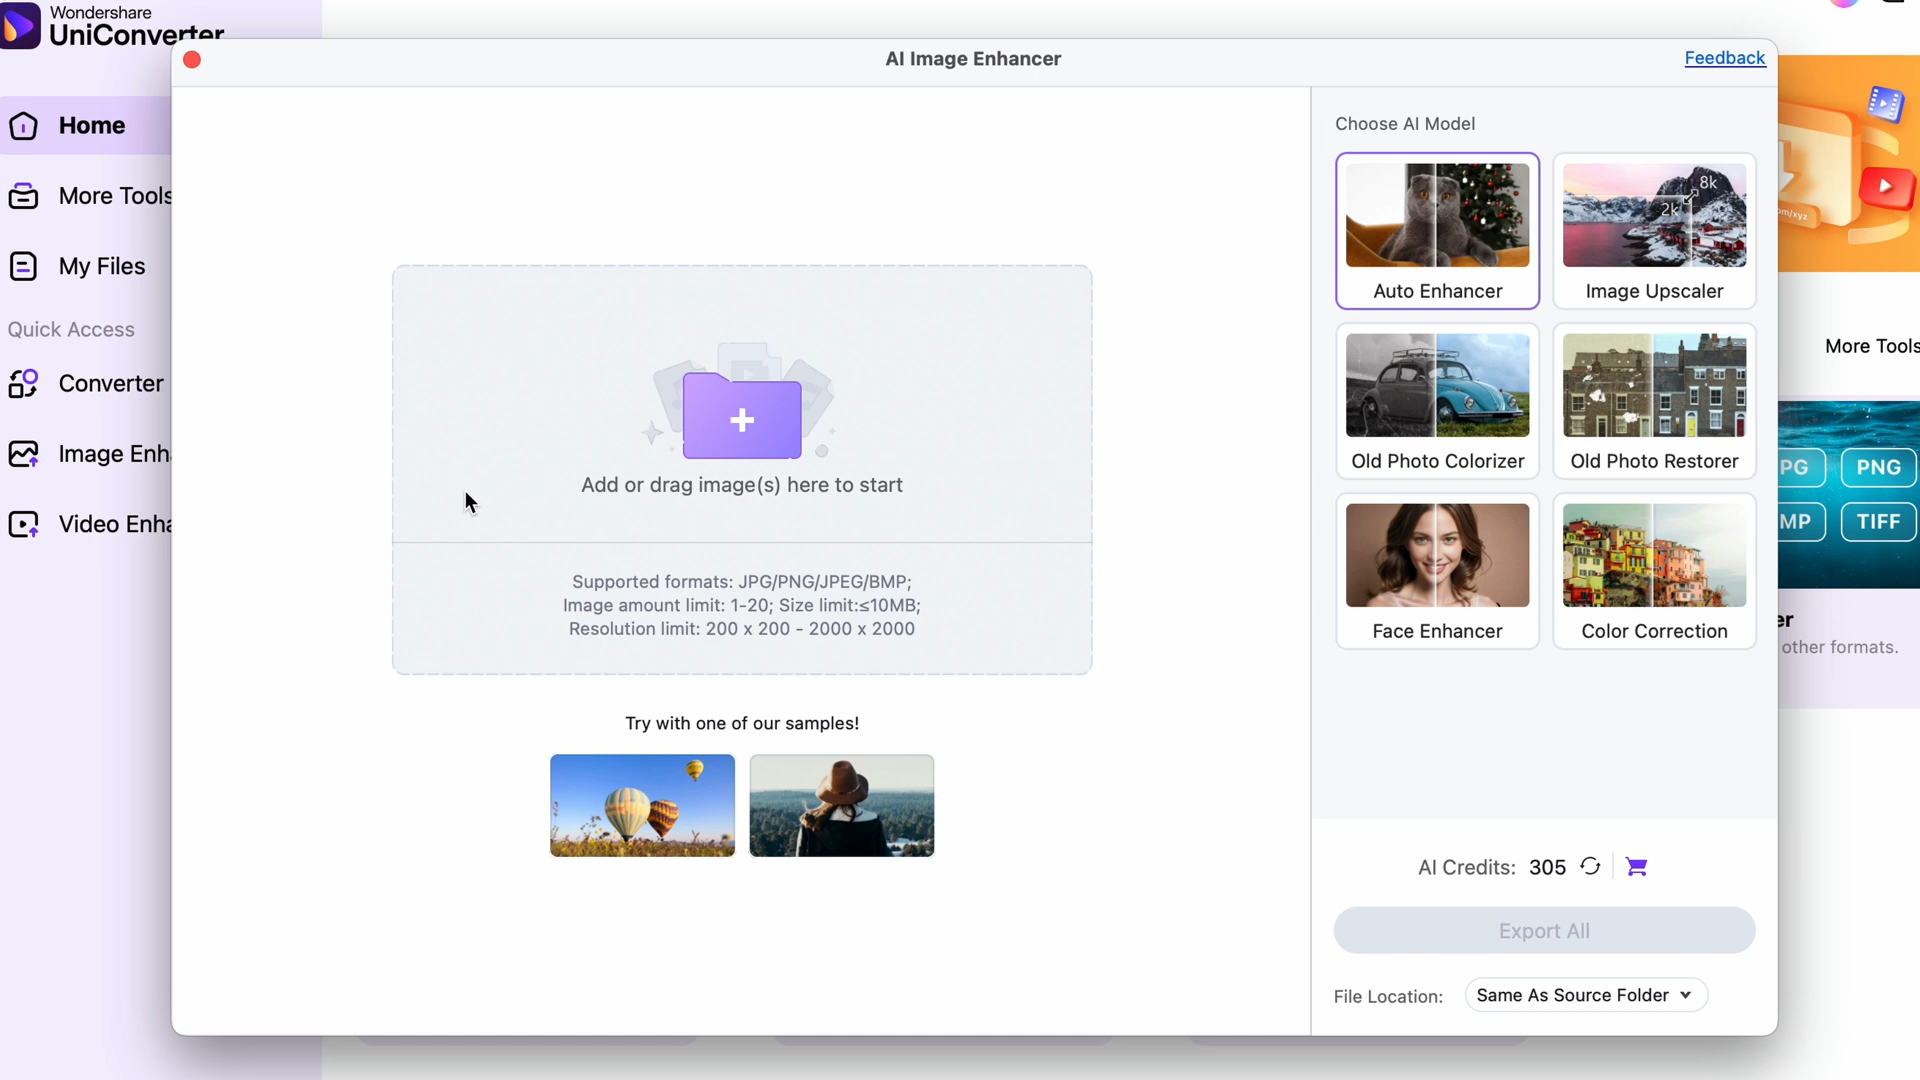 Wondershare
UniConverter
Home
More Tools
My Files
Quick Access
Converter
Image Enh
Video Enha
AI Image Enhancer
Feedback
Add or drag image(s) here to start
Supported formats: JPG/PNG/JPEG/BMP;
Image amount limit: 1-20; Size limit:≤10MB;
Resolution limit: 200 x 200 - 2000 x 2000
Try with one of our samples!
Choose AI Model
8k
2k
Auto Enhancer
Image Upscaler
Old Photo Colorizer
Old Photo Restorer
Face Enhancer
Color Correction
AI Credits: 305
Export All
File Location: Same As Source Folder
om/xyz
More Tools
PG PNG
MP TIFF
er
other formats.